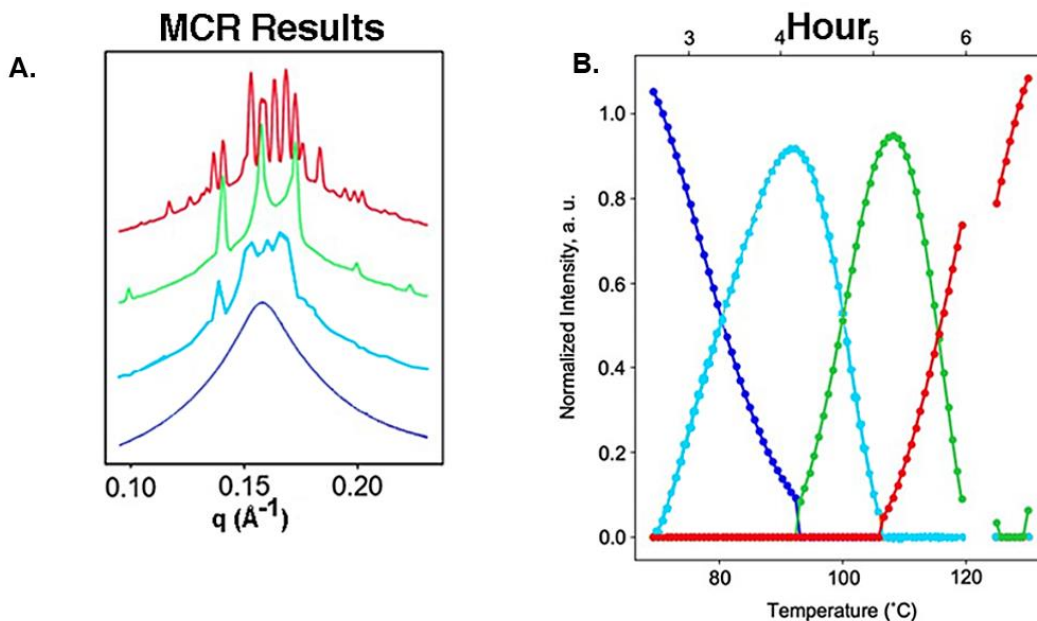 MCR Results
A.
0.10 0.15 0.20
q (Å-1)
Hour
B.
3 4 5 6
Normalized Intensity, a. u.
1.0
0.8
0.6
0.4
0.2
0.0
80 100 120
Temperature (˚C)